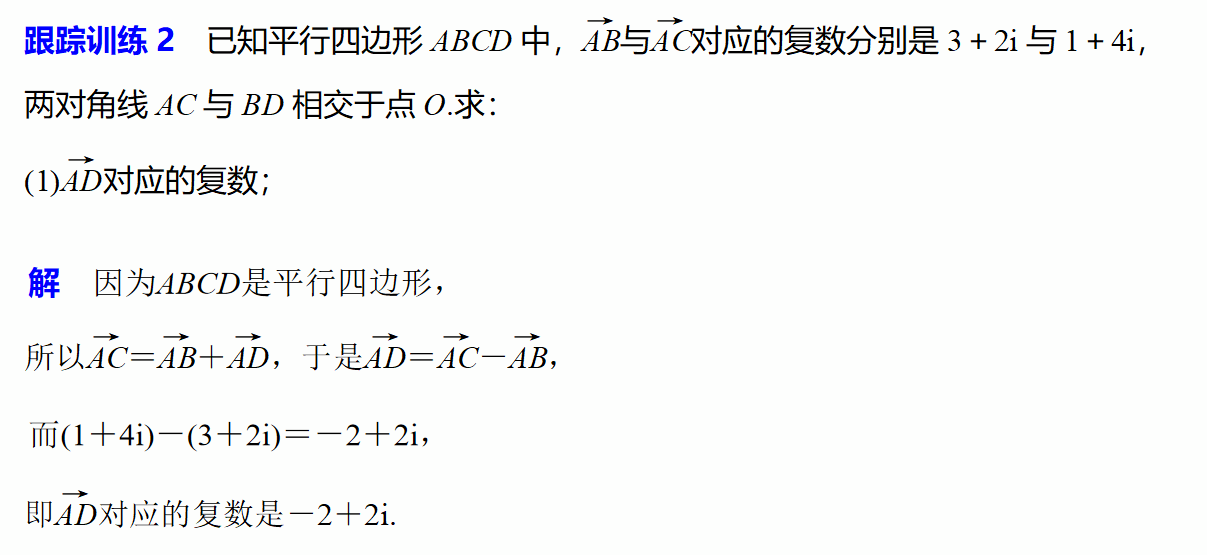 跟踪训练 2 已知平行四边形 ABCD 中，$\overrightarrow{AB}$与$\overrightarrow{AC}$对应的复数分别是 3＋2i 与 1＋4i，
两对角线 AC 与 BD 相交于点 O.求：
(1)$\overrightarrow{AD}$对应的复数；
解 因为ABCD是平行四边形，
所以$\overrightarrow{AC}$＝$\overrightarrow{AB}$＋$\overrightarrow{AD}$，于是$\overrightarrow{AD}$＝$\overrightarrow{AC}$－$\overrightarrow{AB}$，
而(1＋4i)－(3＋2i)＝－2＋2i，
即$\overrightarrow{AD}$对应的复数是－2＋2i.